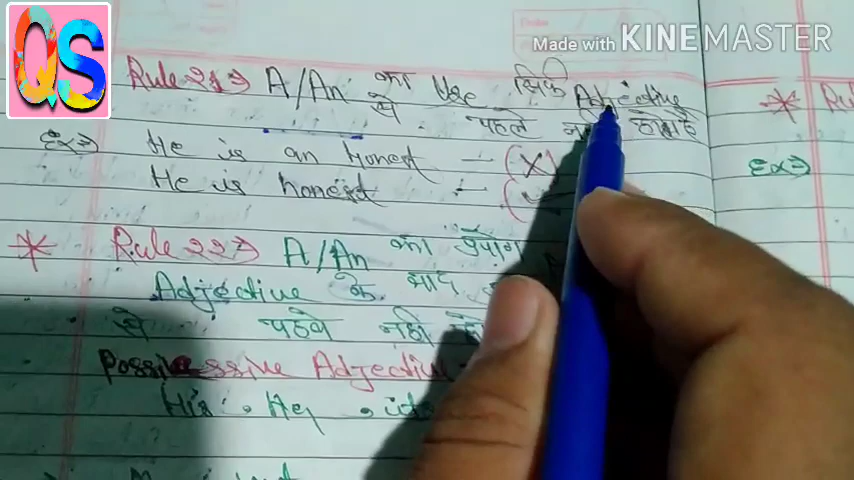 QS
Made with KINEMASTER
Rule 21→ A/An का Use सिर्फ Adjective
से पहले नही होता है
Ex→ He is an honest - (X)
He is honest -
* Rule 22→ A/An का प्रयोग
Adjective के बाद
से पहले नहीं
Possessive Adjective
His . Her .
* Ru
Ex→